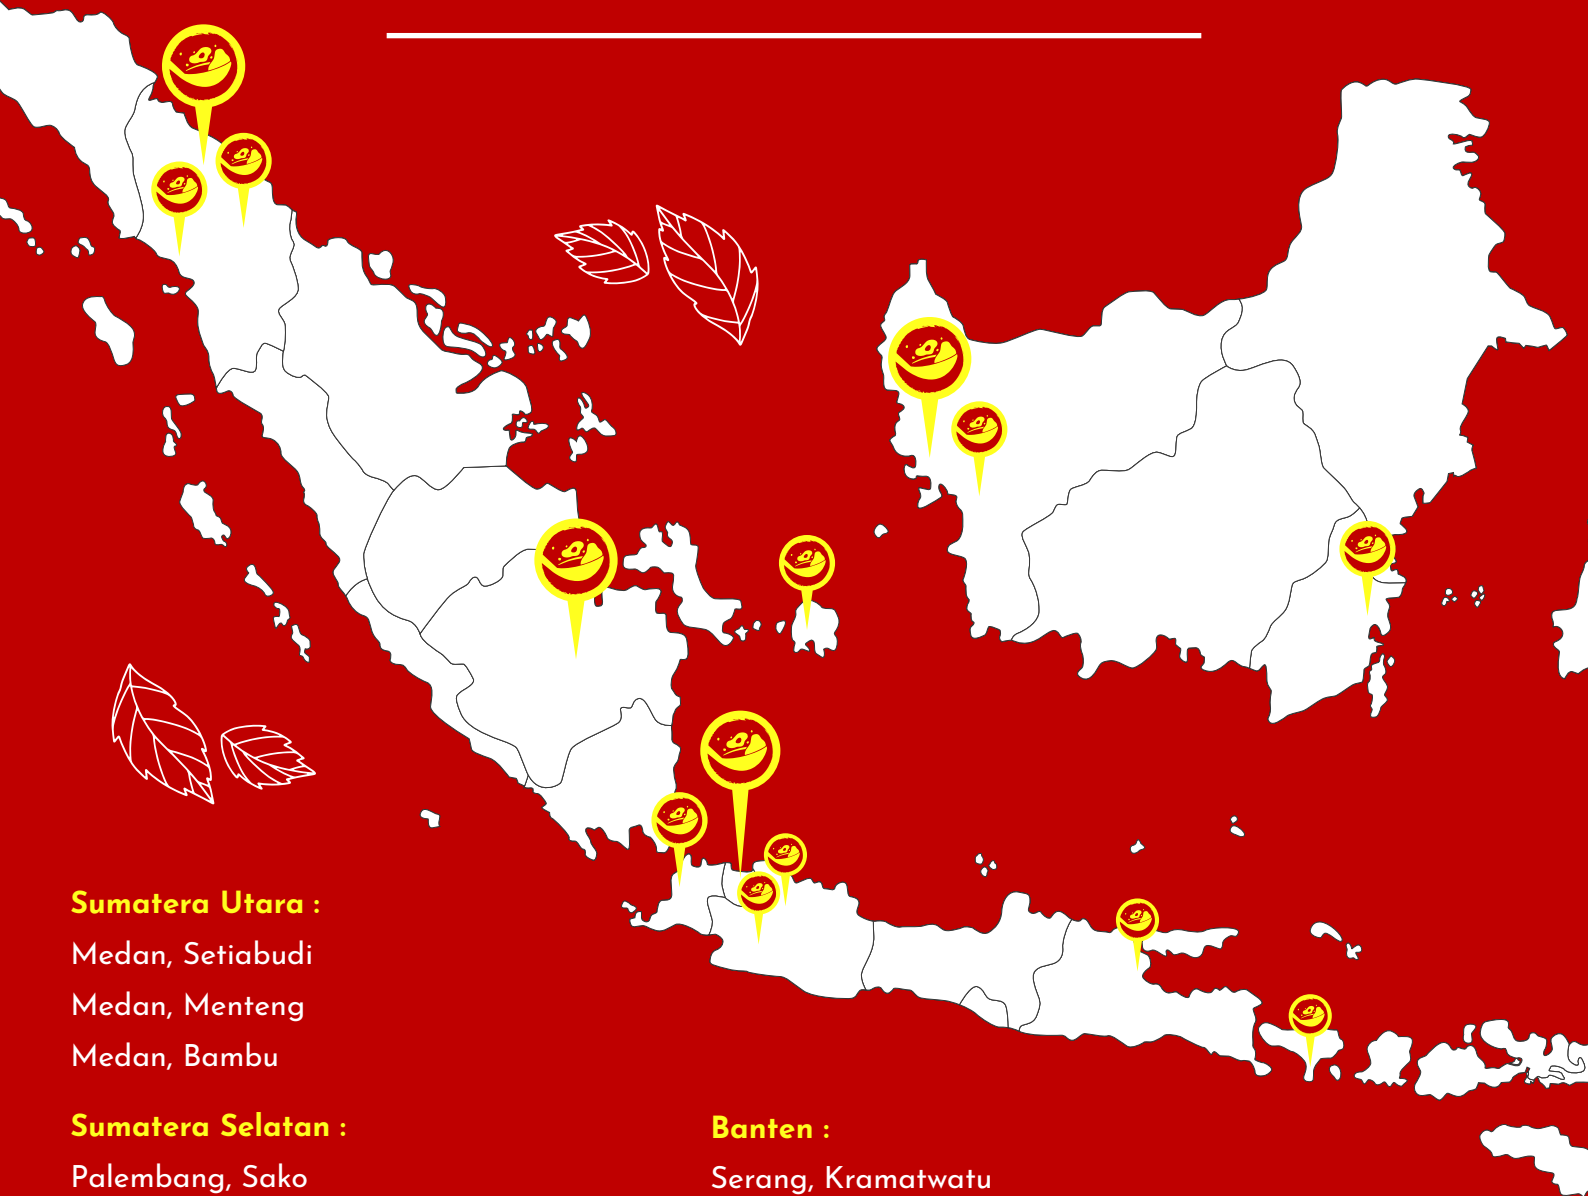 Sumatera Utara :
Medan, Setiabudi
Medan, Menteng
Medan, Bambu
Sumatera Selatan :
Palembang, Sako
Banten :
Serang, Kramatwatu